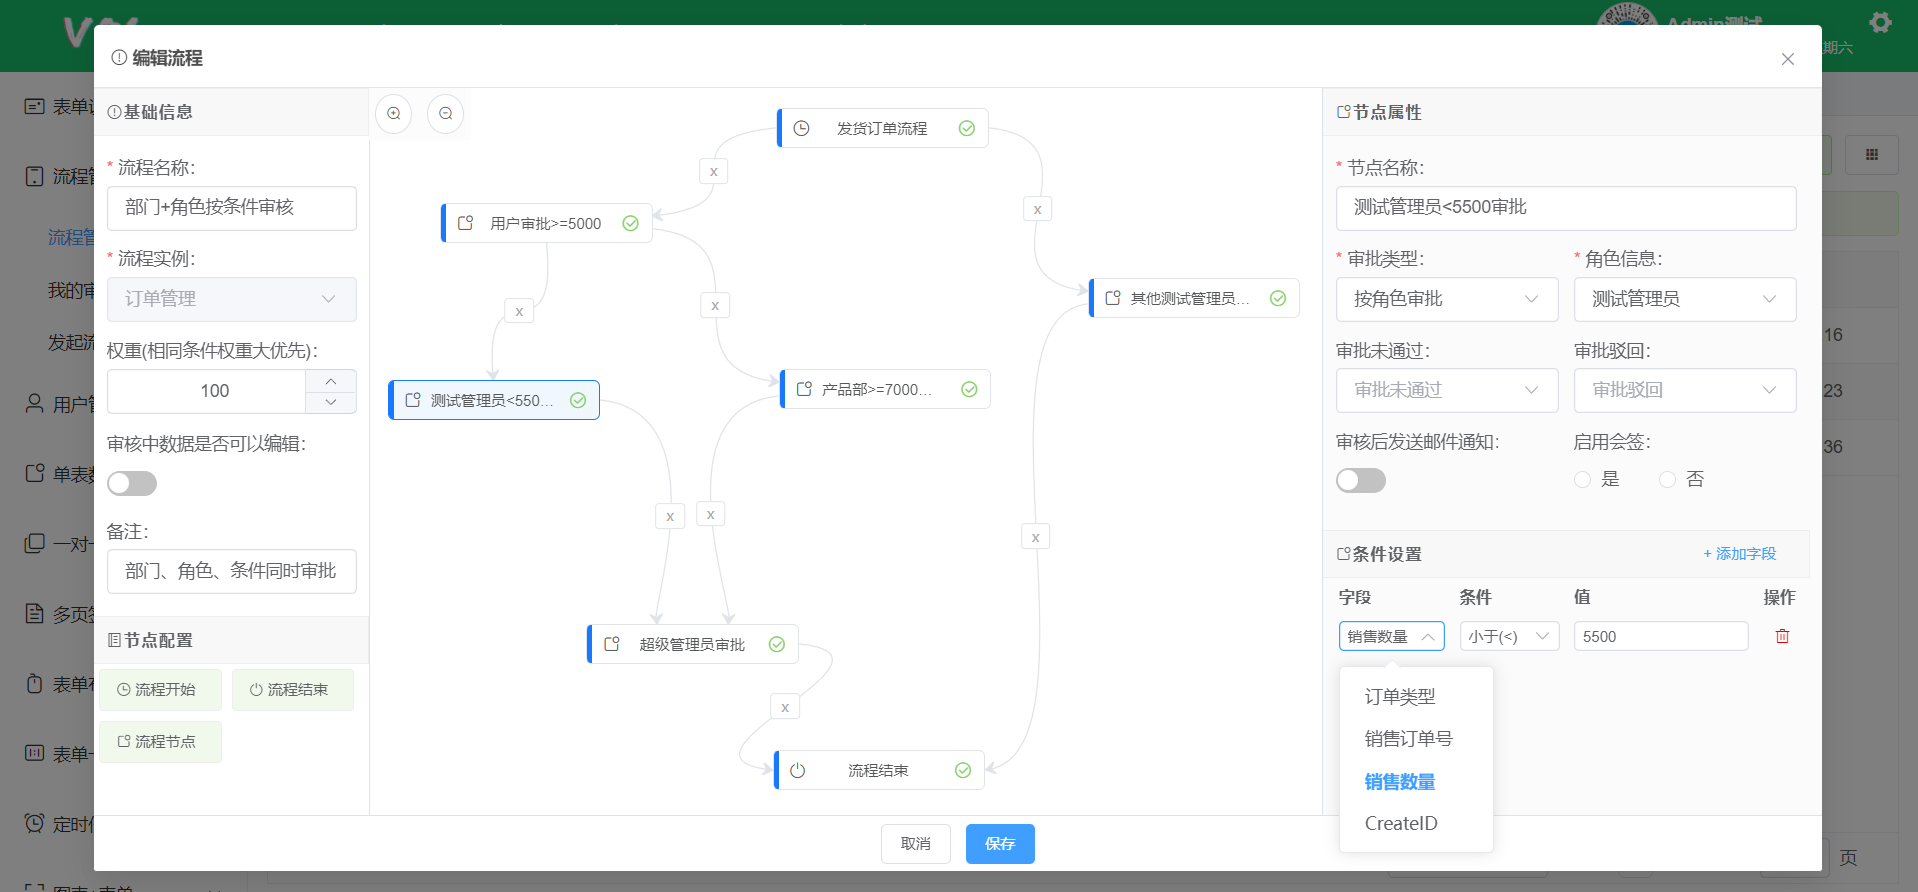 Admin测试
期六
编辑流程
表单
流程管
流程管
我的审
发起流
用户管
单表数
一对一
多页签
表单
表单
定时
基础信息
* 流程名称:
部门+角色按条件审核
* 流程实例:
订单管理
权重(相同条件权重大优先):
100
审核中数据是否可以编辑:
备注:
部门、角色、条件同时审批
节点配置
流程开始
流程结束
流程节点
发货订单流程
x
x
用户审批>=5000
x
x
其他测试管理员...
测试管理员<550...
产品部>=7000...
x
x
x
超级管理员审批
x
流程结束
节点属性
* 节点名称:
测试管理员<5500审批
* 审批类型:
* 角色信息:
按角色审批
测试管理员
审批未通过:
审批驳回:
审批未通过
审批驳回
审核后发送邮件通知:
启用会签:
是
否
条件设置
+ 添加字段
字段
条件
值
操作
销售数量
小于(<)
5500
订单类型
销售订单号
销售数量
CreateID
取消
保存
16
23
36
页